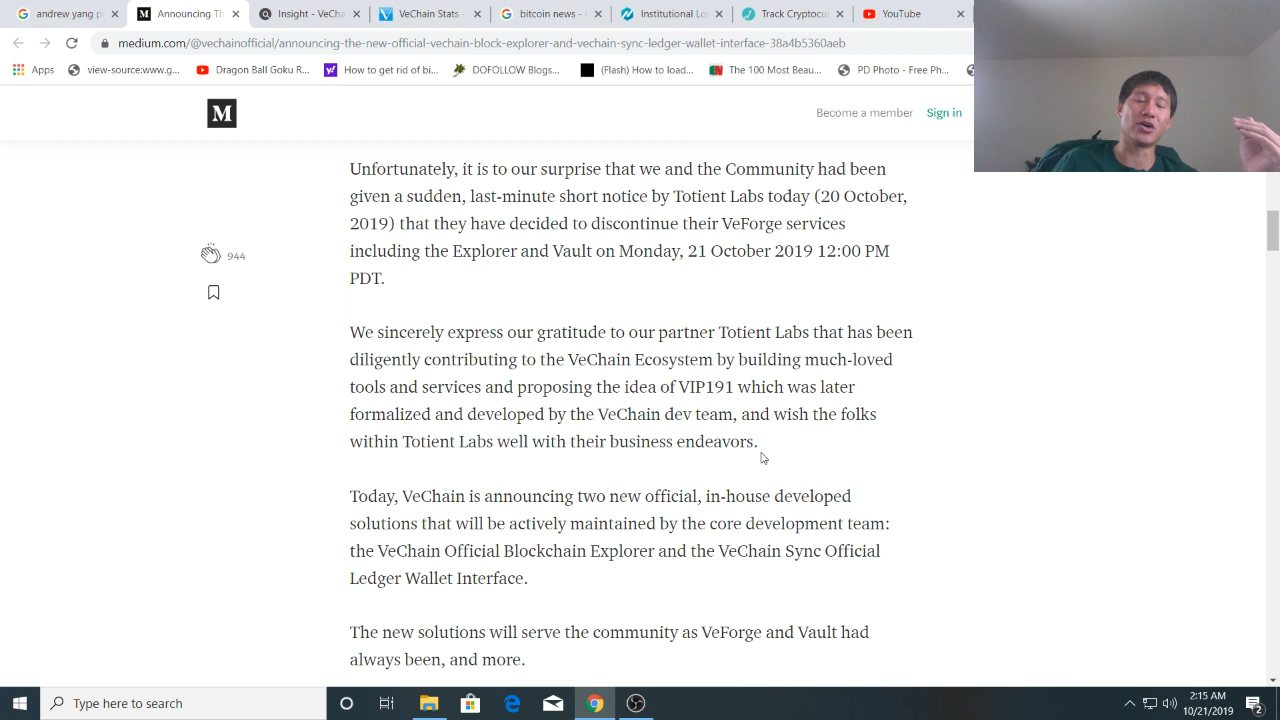 andrew yang p
Announcing Th
Insight - VeCha
VeChain Stats -
bitcoin news - G
Institutional Lo
Track Cryptocu
YouTube
medium.com/@vechainofficial/announcing-the-new-official-vechain-block-explorer-and-vechain-sync-ledger-wallet-interface-38a4b5360aeb
Apps
view-source:www.g...
Dragon Ball Goku R...
How to get rid of bi...
DOFOLLOW Blogs...
(Flash) How to load...
The 100 Most Beau...
PD Photo - Free Ph...
M
Become a member
Sign in
Unfortunately, it is to our surprise that we and the Community had been
given a sudden, last-minute short notice by Totient Labs today (20 October,
2019) that they have decided to discontinue their VeForge services
including the Explorer and Vault on Monday, 21 October 2019 12:00 PM
PDT.
944
We sincerely express our gratitude to our partner Totient Labs that has been
diligently contributing to the VeChain Ecosystem by building much-loved
tools and services and proposing the idea of VIP191 which was later
formalized and developed by the VeChain dev team, and wish the folks
within Totient Labs well with their business endeavors.
Today, VeChain is announcing two new official, in-house developed
solutions that will be actively maintained by the core development team:
the VeChain Official Blockchain Explorer and the VeChain Sync Official
Ledger Wallet Interface.
The new solutions will serve the community as VeForge and Vault had
always been, and more.
Type here to search
2:15 AM
10/21/2019
2